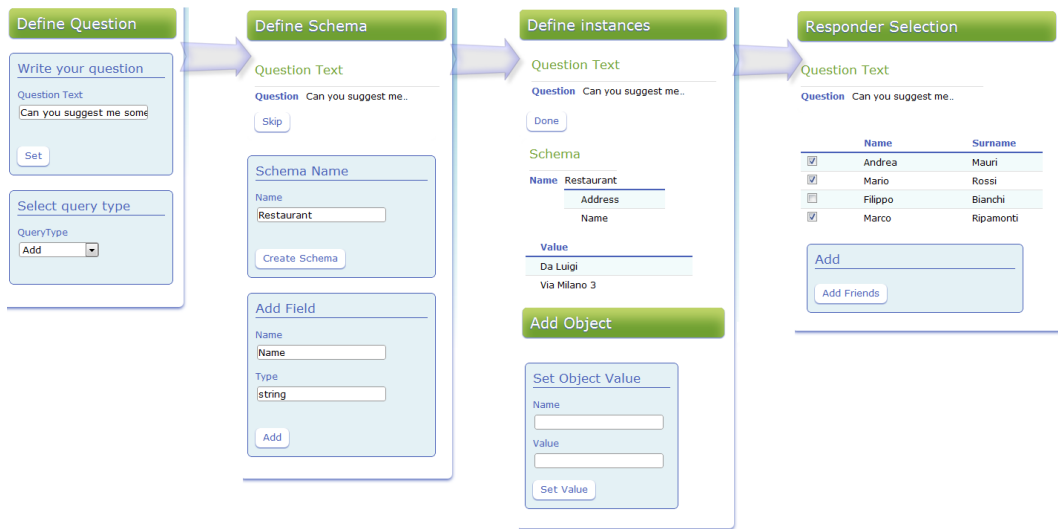 Define Question
Write your question
Question Text
Can you suggest me some
Set
Select query type
QueryType
Add
Define Schema
Question Text
Question Can you suggest me..
Skip
Schema Name
Name
Restaurant
Create Schema
Add Field
Name
Name
Type
string
Add
Define instances
Question Text
Question Can you suggest me..
Done
Schema
Name Restaurant
Address
Name
Value
Da Luigi
Via Milano 3
Add Object
Set Object Value
Name
Value
Set Value
Responder Selection
Question Text
Question Can you suggest me..
Name Surname
Andrea Mauri
Mario Rossi
Filippo Bianchi
Marco Ripamonti
Add
Add Friends